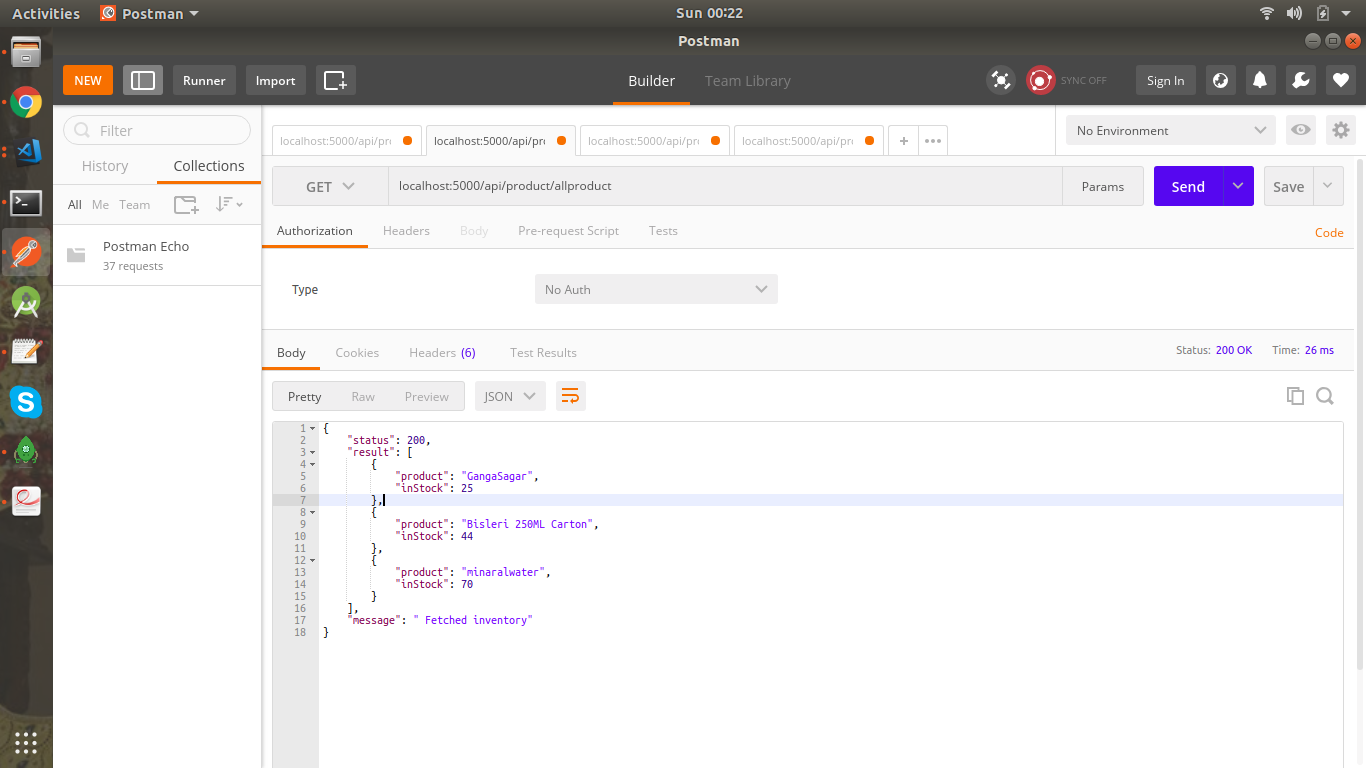 Activities Postman Sun 00:22
Postman
NEW Runner Import Builder Team Library SYNC OFF Sign In
Filter
History Collections
All Me Team
Postman Echo
37 requests
localhost:5000/api/pr localhost:5000/api/pr localhost:5000/api/pr localhost:5000/api/pr + ••• No Environment
GET localhost:5000/api/product/allproduct Params Send Save
Authorization Headers Body Pre-request Script Tests Code
Type No Auth
Body Cookies Headers (6) Test Results Status: 200 OK Time: 26 ms
Pretty Raw Preview JSON
1 {
2 "status": 200,
3 "result": [
4 {
5 "product": "GangaSagar",
6 "inStock": 25
7 },
8 {
9 "product": "Bisleri 250ML Carton",
10 "inStock": 44
11 },
12 {
13 "product": "minaralwater",
14 "inStock": 70
15 }
16 ],
17 "message": " Fetched inventory"
18 }